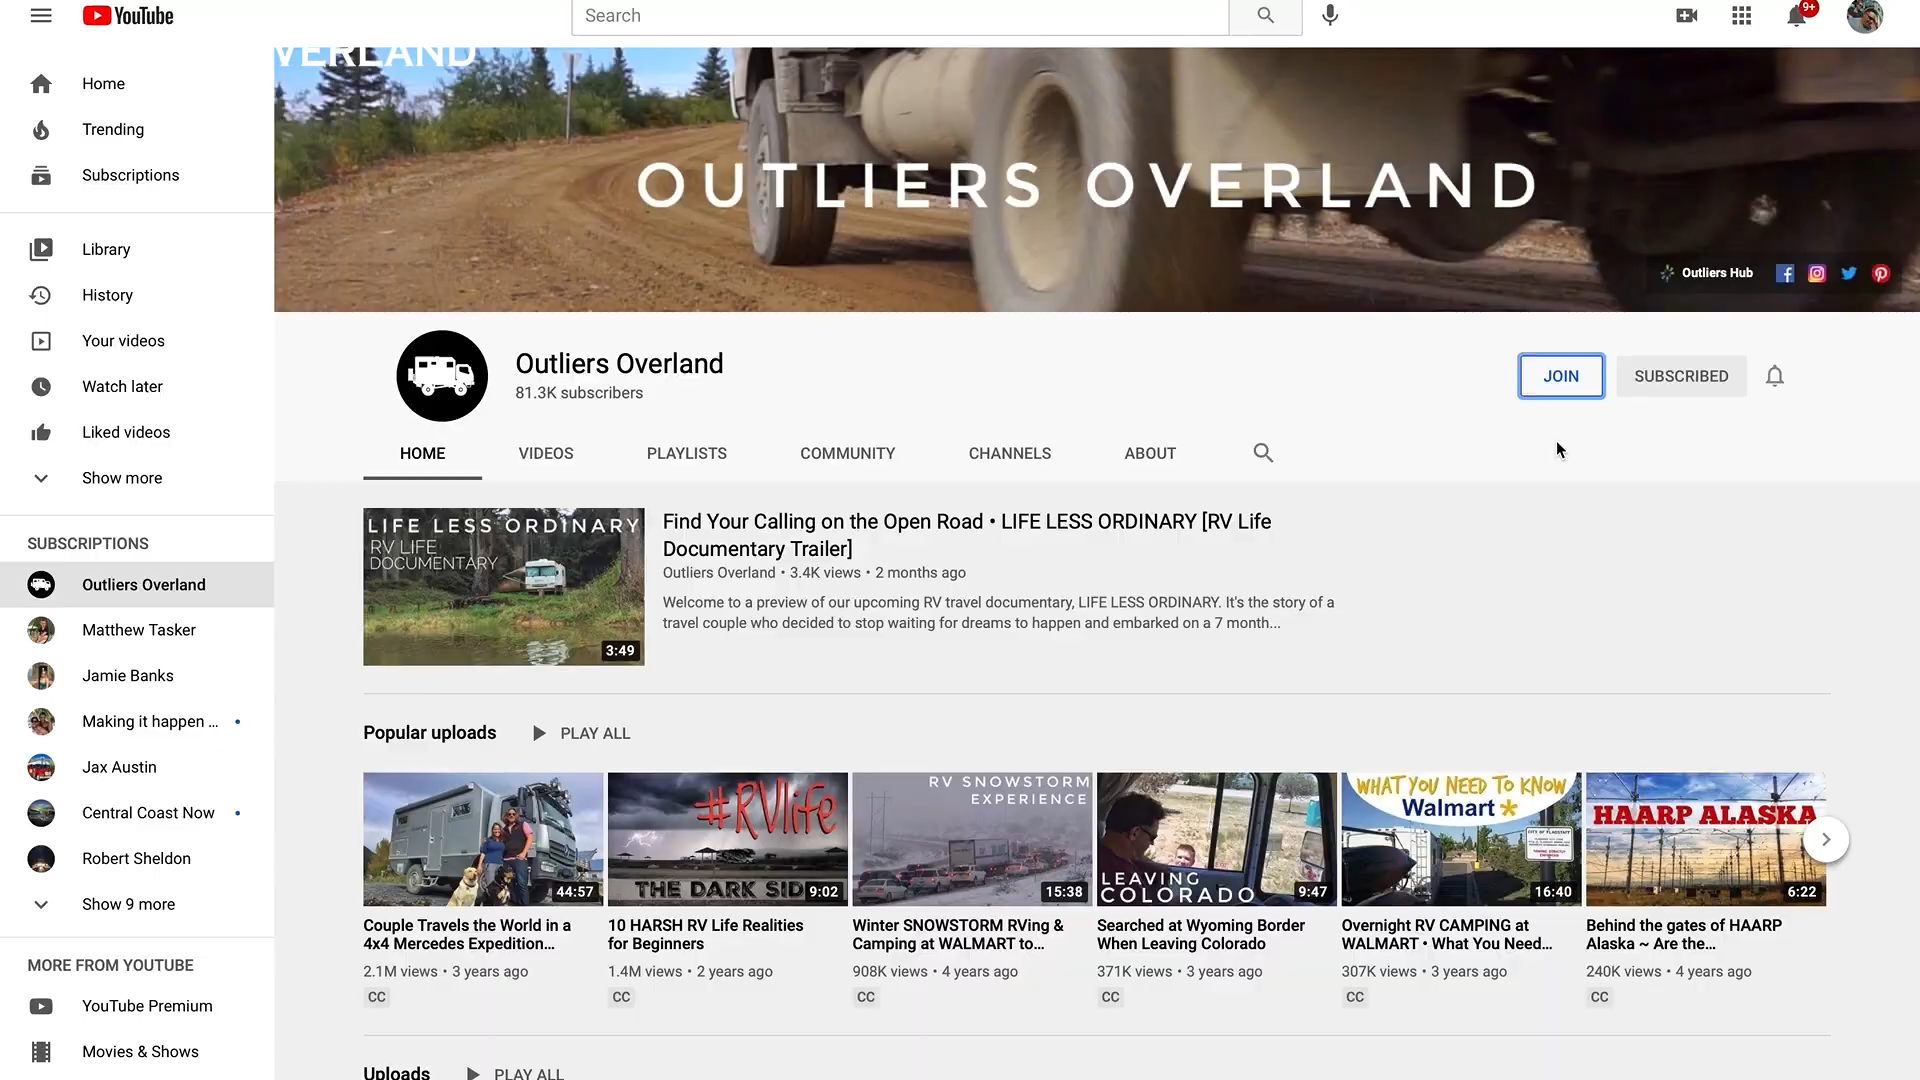 YouTube
Search
9+
VERLAND
Home
Trending
Subscriptions
OUTLIERS OVERLAND
Library
History
Outliers Hub
Your videos
Watch later
Liked videos
Show more
Outliers Overland
81.3K subscribers
JOIN
SUBSCRIBED
HOME
VIDEOS
PLAYLISTS
COMMUNITY
CHANNELS
ABOUT
SUBSCRIPTIONS
Outliers Overland
Matthew Tasker
Jamie Banks
Making it happen ...
Jax Austin
Central Coast Now
Robert Sheldon
Show 9 more
MORE FROM YOUTUBE
YouTube Premium
Movies & Shows
LIFE LESS ORDINARY
RV LIFE
DOCUMENTARY
3:49
Find Your Calling on the Open Road • LIFE LESS ORDINARY [RV Life
Documentary Trailer]
Outliers Overland • 3.4K views • 2 months ago
Welcome to a preview of our upcoming RV travel documentary, LIFE LESS ORDINARY. It's the story of a
travel couple who decided to stop waiting for dreams to happen and embarked on a 7 month...
Popular uploads
PLAY ALL
44:57
Couple Travels the World in a
4x4 Mercedes Expedition...
2.1M views • 3 years ago
CC
#RVlife
THE DARK SID
9:02
10 HARSH RV Life Realities
for Beginners
1.4M views • 2 years ago
CC
RV SNOWSTORM
EXPERIENCE
15:38
Winter SNOWSTORM RVing &
Camping at WALMART to...
908K views • 4 years ago
CC
LEAVING
COLORADO
9:47
Searched at Wyoming Border
When Leaving Colorado
371K views • 3 years ago
CC
WHAT YOU NEED TO KNOW
Walmart
16:40
Overnight RV CAMPING at
WALMART • What You Need...
307K views • 3 years ago
CC
HAARP ALASKA
6:22
Behind the gates of HAARP
Alaska ~ Are the...
240K views • 4 years ago
CC
Uploads
PLAY ALL